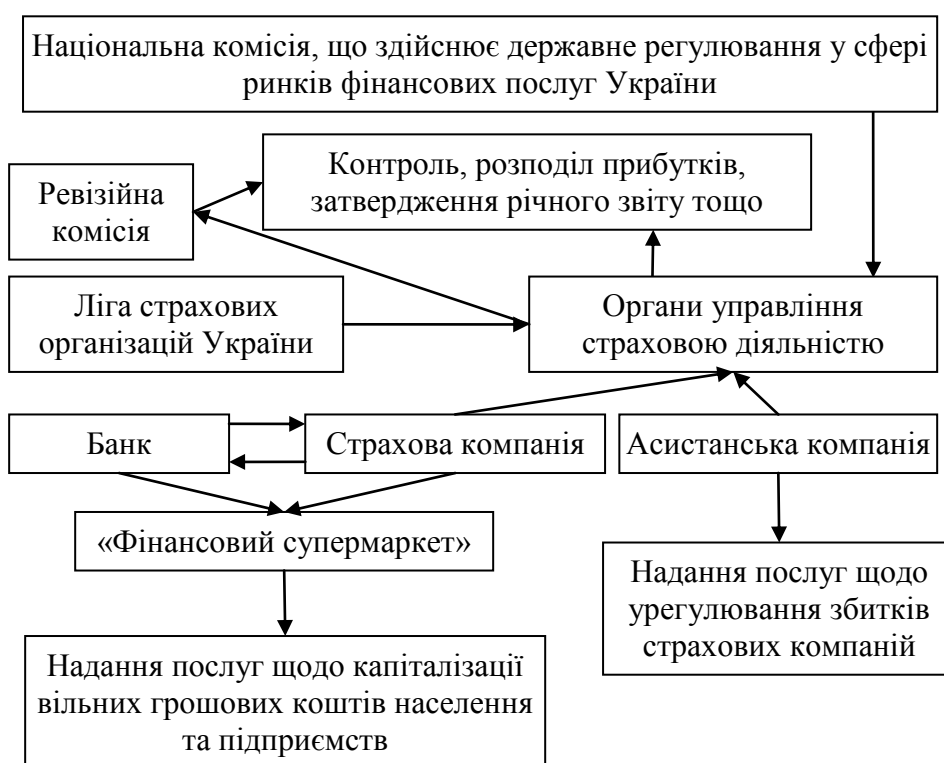 Національна комісія, що здійснює державне регулювання у сфері
ринків фінансових послуг України
Контроль, розподіл прибутків,
затвердження річного звіту тощо
Ревізійна
комісія
Ліга страхових
організацій України
Органи управління
страховою діяльністю
Банк
Страхова компанія
Асистанська компанія
«Фінансовий супермаркет»
Надання послуг щодо
урегулювання збитків
страхових компаній
Надання послуг щодо капіталізації
вільних грошових коштів населення
та підприємств